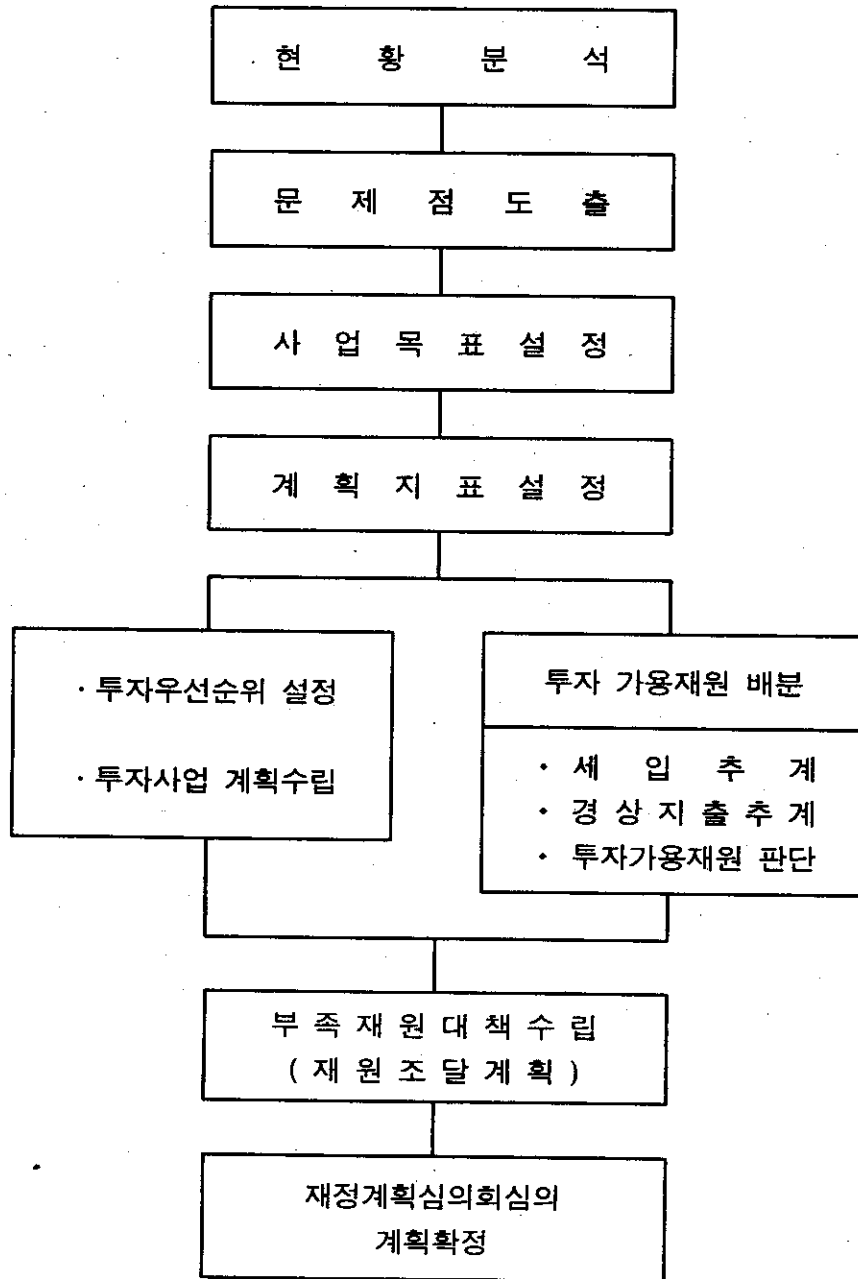 현황분석
문제점도출
사업목표설정
계획지표설정
· 투자우선순위 설정
· 투자사업 계획수립
투자 가용재원 배분
· 세입추계
· 경상지출추계
· 투자가용재원 판단
부족재원대책수립
(재원조달계획)
재정계획심의회심의
계획확정